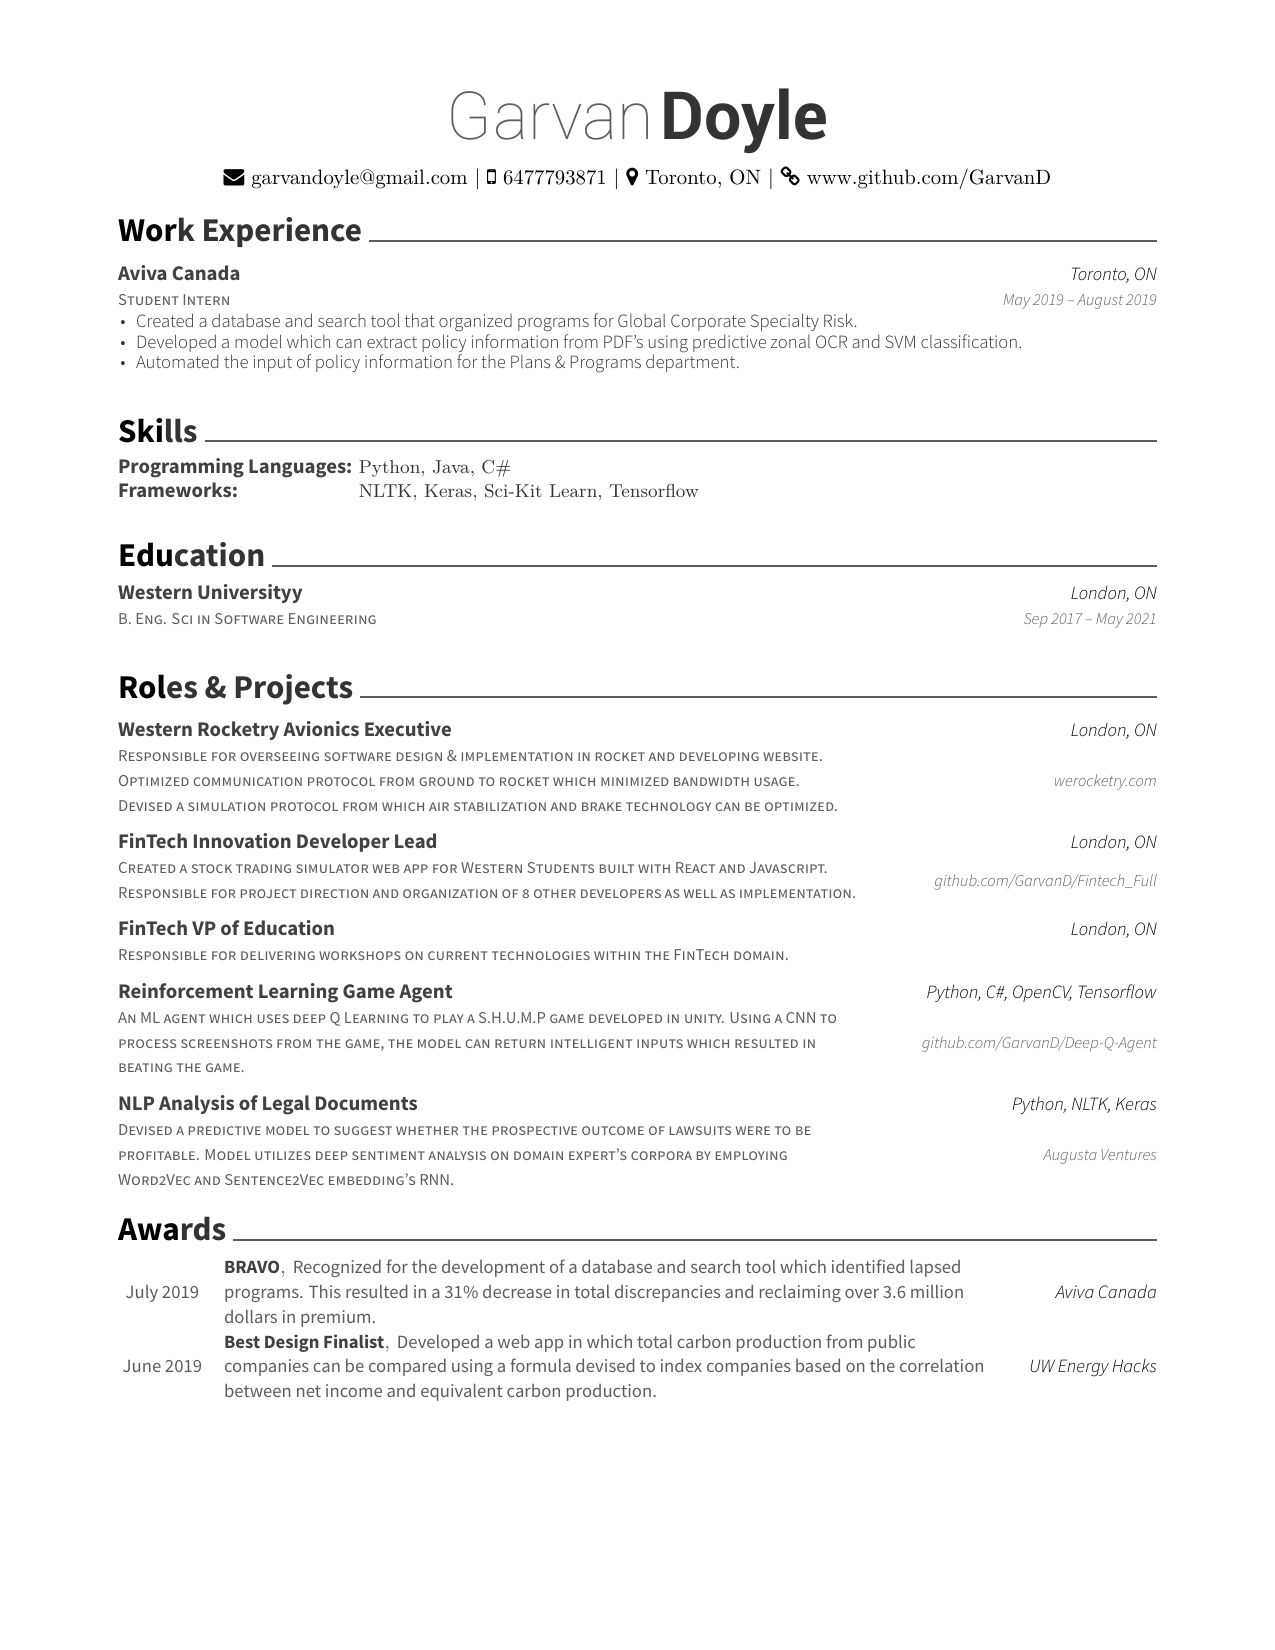 Garvan Doyle
garvandoyle@gmail.com | 6477793871 | Toronto, ON | www.github.com/GarvanD
Work Experience
Aviva Canada Toronto, ON
Student Intern May 2019 – August 2019
• Created a database and search tool that organized programs for Global Corporate Specialty Risk.
• Developed a model which can extract policy information from PDF's using predictive zonal OCR and SVM classification.
• Automated the input of policy information for the Plans & Programs department.
Skills
Programming Languages: Python, Java, C#
Frameworks: NLTK, Keras, Sci-Kit Learn, Tensorflow
Education
Western Universityy London, ON
B. Eng. Sci in Software Engineering Sep 2017 – May 2021
Roles & Projects
Western Rocketry Avionics Executive London, ON
Responsible for overseeing software design & implementation in rocket and developing website.
Optimized communication protocol from ground to rocket which minimized bandwidth usage. werocketry.com
Devised a simulation protocol from which air stabilization and brake technology can be optimized.
FinTech Innovation Developer Lead London, ON
Created a stock trading simulator web app for Western Students built with React and Javascript.
github.com/GarvanD/Fintech_Full
Responsible for project direction and organization of 8 other developers as well as implementation.
FinTech VP of Education London, ON
Responsible for delivering workshops on current technologies within the FinTech domain.
Reinforcement Learning Game Agent Python, C#, OpenCV, Tensorflow
An ML agent which uses deep Q Learning to play a S.H.U.M.P game developed in unity. Using a CNN to
process screenshots from the game, the model can return intelligent inputs which resulted in github.com/GarvanD/Deep-Q-Agent
beating the game.
NLP Analysis of Legal Documents Python, NLTK, Keras
Devised a predictive model to suggest whether the prospective outcome of lawsuits were to be
profitable. Model utilizes deep sentiment analysis on domain expert's corpora by employing Augusta Ventures
Word2Vec and Sentence2Vec embedding's RNN.
Awards
BRAVO, Recognized for the development of a database and search tool which identified lapsed
July 2019 programs. This resulted in a 31% decrease in total discrepancies and reclaiming over 3.6 million Aviva Canada
dollars in premium.
Best Design Finalist, Developed a web app in which total carbon production from public
June 2019 companies can be compared using a formula devised to index companies based on the correlation UW Energy Hacks
between net income and equivalent carbon production.